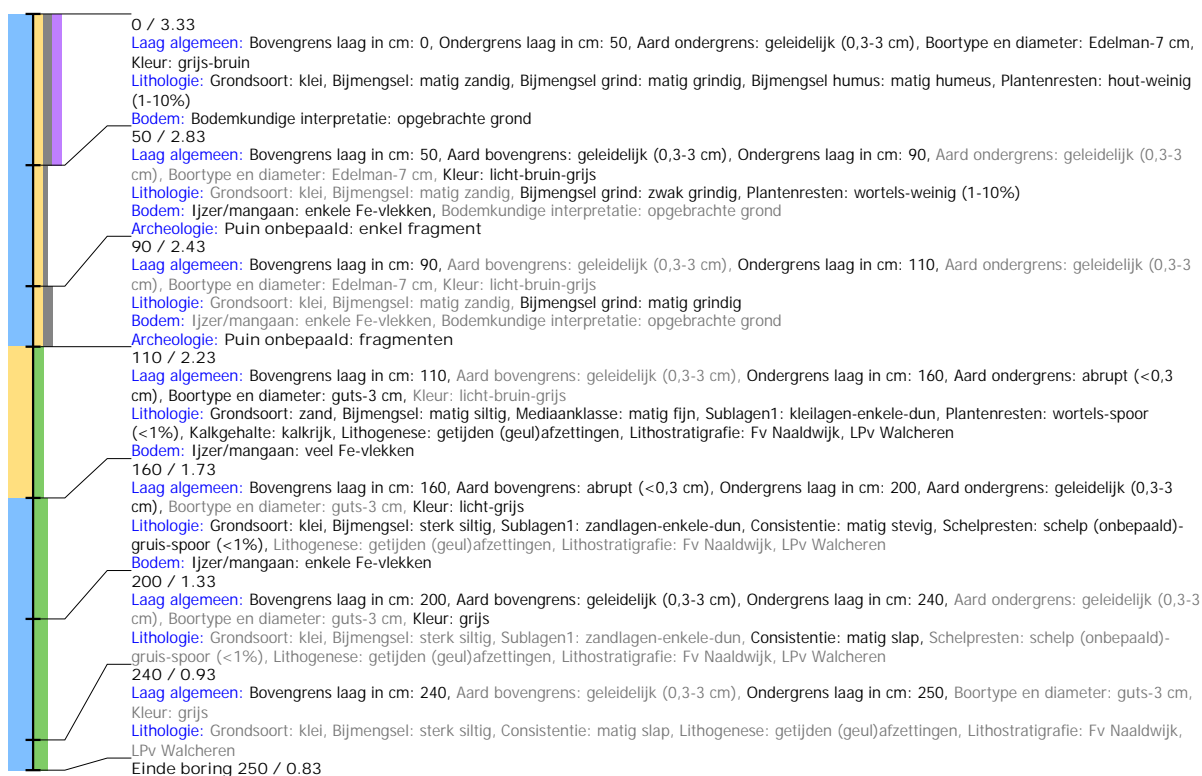 0 / 3.33
Laag algemeen: Bovengrens laag in cm: 0, Ondergrens laag in cm: 50, Aard ondergrens: geleidelijk (0,3-3 cm), Boortype en diameter: Edelman-7 cm,
Kleur: grijs-bruin
Lithologie: Grondsoort: klei, Bijmengsel: matig zandig, Bijmengsel grind: matig grindig, Bijmengsel humus: matig humeus, Plantenresten: hout-weinig
(1-10%)
Bodem: Bodemkundige interpretatie: opgebrachte grond
50 / 2.83
Laag algemeen: Bovengrens laag in cm: 50, Aard bovengrens: geleidelijk (0,3-3 cm), Ondergrens laag in cm: 90, Aard ondergrens: geleidelijk (0,3-3
cm), Boortype en diameter: Edelman-7 cm, Kleur: licht-bruin-grijs
Lithologie: Grondsoort: klei, Bijmengsel: matig zandig, Bijmengsel grind: zwak grindig, Plantenresten: wortels-weinig (1-10%)
Bodem: Ijzer/mangaan: enkele Fe-vlekken, Bodemkundige interpretatie: opgebrachte grond
Archeologie: Puin onbepaald: enkel fragment
90 / 2.43
Laag algemeen: Bovengrens laag in cm: 90, Aard bovengrens: geleidelijk (0,3-3 cm), Ondergrens laag in cm: 110, Aard ondergrens: geleidelijk (0,3-3
cm), Boortype en diameter: Edelman-7 cm, Kleur: licht-bruin-grijs
Lithologie: Grondsoort: klei, Bijmengsel: matig zandig, Bijmengsel grind: matig grindig
Bodem: Ijzer/mangaan: enkele Fe-vlekken, Bodemkundige interpretatie: opgebrachte grond
Archeologie: Puin onbepaald: fragmenten
110 / 2.23
Laag algemeen: Bovengrens laag in cm: 110, Aard bovengrens: geleidelijk (0,3-3 cm), Ondergrens laag in cm: 160, Aard ondergrens: abrupt (<0,3
cm), Boortype en diameter: guts-3 cm, Kleur: licht-bruin-grijs
Lithologie: Grondsoort: zand, Bijmengsel: matig siltig, Mediaanklasse: matig fijn, Sublagen1: kleilagen-enkele-dun, Plantenresten: wortels-spoor
(<1%), Kalkgehalte: kalkrijk, Lithogenese: getijden (geul)afzettingen, Lithostratigrafie: Fv Naaldwijk, LPv Walcheren
Bodem: Ijzer/mangaan: veel Fe-vlekken
160 / 1.73
Laag algemeen: Bovengrens laag in cm: 160, Aard bovengrens: abrupt (<0,3 cm), Ondergrens laag in cm: 200, Aard ondergrens: geleidelijk (0,3-3
cm), Boortype en diameter: guts-3 cm, Kleur: licht-grijs
Lithologie: Grondsoort: klei, Bijmengsel: sterk siltig, Sublagen1: zandlagen-enkele-dun, Consistentie: matig stevig, Schelpresten: schelp (onbepaald)-
gruis-spoor (<1%), Lithogenese: getijden (geul)afzettingen, Lithostratigrafie: Fv Naaldwijk, LPv Walcheren
Bodem: Ijzer/mangaan: enkele Fe-vlekken
200 / 1.33
Laag algemeen: Bovengrens laag in cm: 200, Aard bovengrens: geleidelijk (0,3-3 cm), Ondergrens laag in cm: 240, Aard ondergrens: geleidelijk (0,3-3
cm), Boortype en diameter: guts-3 cm, Kleur: grijs
Lithologie: Grondsoort: klei, Bijmengsel: sterk siltig, Sublagen1: zandlagen-enkele-dun, Consistentie: matig slap, Schelpresten: schelp (onbepaald)-
gruis-spoor (<1%), Lithogenese: getijden (geul)afzettingen, Lithostratigrafie: Fv Naaldwijk, LPv Walcheren
240 / 0.93
Laag algemeen: Bovengrens laag in cm: 240, Aard bovengrens: geleidelijk (0,3-3 cm), Ondergrens laag in cm: 250, Boortype en diameter: guts-3 cm,
Kleur: grijs
Lithologie: Grondsoort: klei, Bijmengsel: sterk siltig, Consistentie: matig slap, Lithogenese: getijden (geul)afzettingen, Lithostratigrafie: Fv Naaldwijk,
LPv Walcheren
Einde boring 250 / 0.83